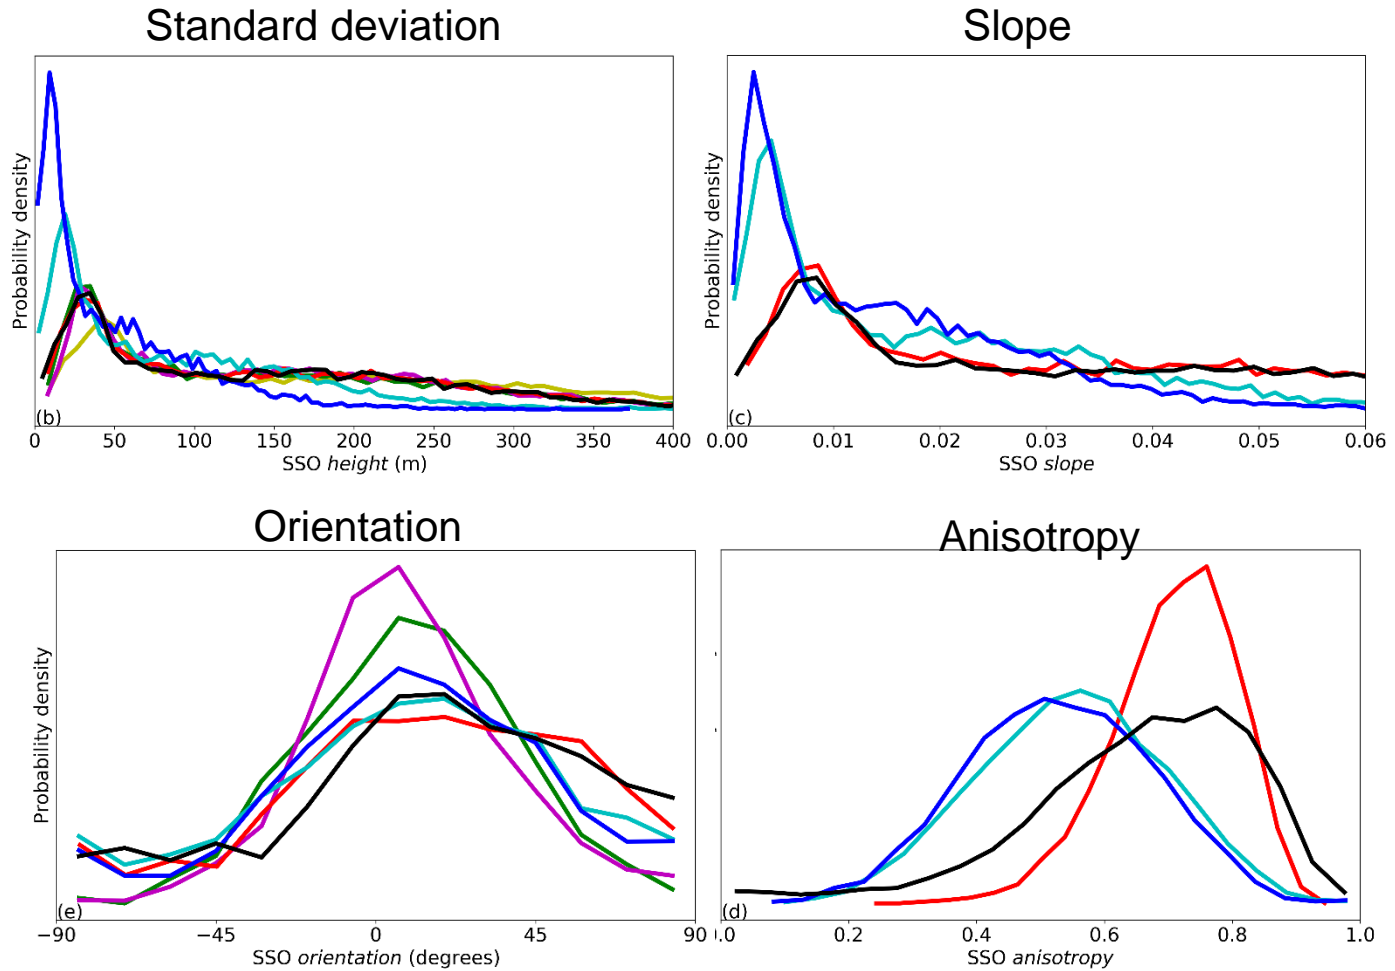 Standard deviation
Slope
Probability density
(b)
0 50 100 150 200 250 300 350 400
SSO height (m)
Probability density
(c)
0.00 0.01 0.02 0.03 0.04 0.05 0.06
SSO slope
Orientation
Anisotropy
Probability density
(e)
−90 −45 0 45 90
SSO orientation (degrees)
(d)
0.0 0.2 0.4 0.6 0.8 1.0
SSO anisotropy